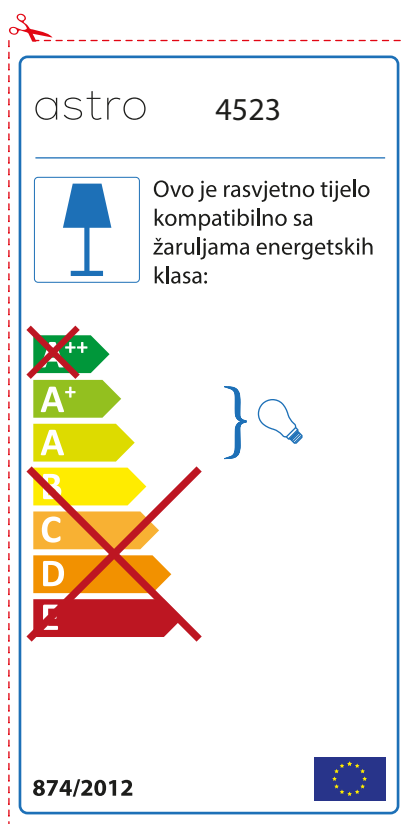 astro 4523
Ovo je rasvjetno tijelo
kompatibilno sa
žaruljama energetskih
klasa:
A++
A+
A
B
C
D
E
874/2012